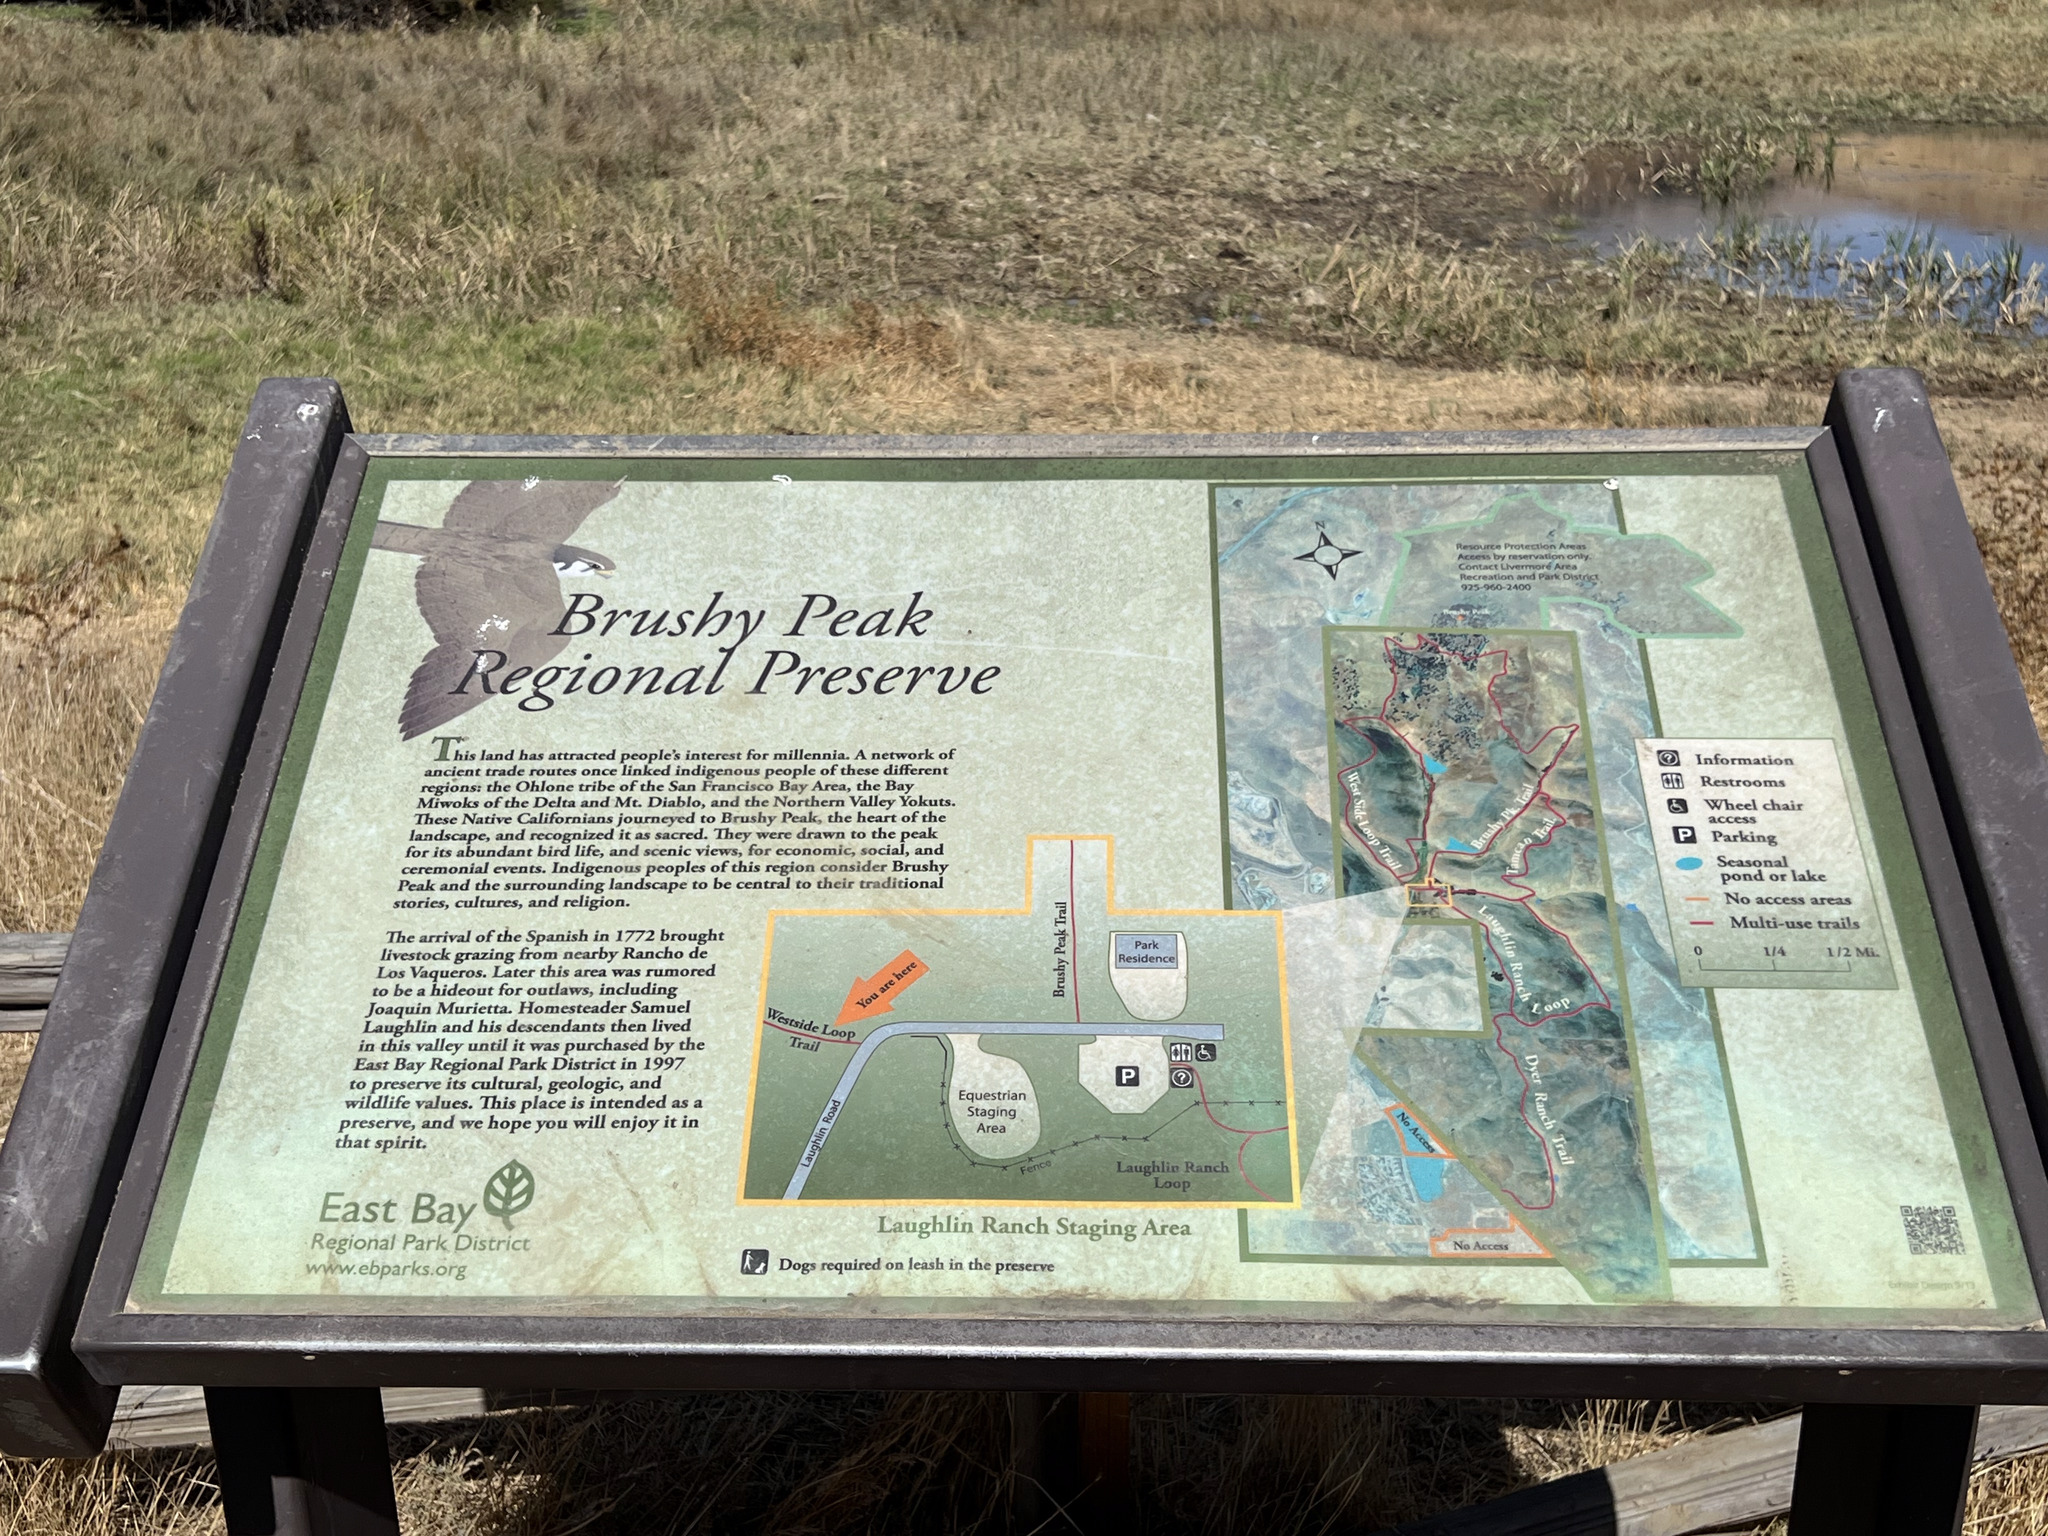 Brushy Peak
Regional Preserve
This land has attracted people's interest for millennia. A network of
ancient trade routes once linked indigenous people of these different
regions: the Ohlone tribe of the San Francisco Bay Area, the Bay
Miwoks of the Delta and Mt. Diablo, and the Northern Valley Yokuts.
These Native Californians journeyed to Brushy Peak, the heart of the
landscape, and recognized it as sacred. They were drawn to the peak
for its abundant bird life, and scenic views, for economic, social, and
ceremonial events. Indigenous peoples of this region consider Brushy
Peak and the surrounding landscape to be central to their traditional
stories, cultures, and religion.
The arrival of the Spanish in 1772 brought
livestock grazing from nearby Rancho de
Los Vaqueros. Later this area was rumored
to be a hideout for outlaws, including
Joaquin Murietta. Homesteader Samuel
Laughlin and his descendants then lived
in this valley until it was purchased by the
East Bay Regional Park District in 1997
to preserve its cultural, geologic, and
wildlife values. This place is intended as a
preserve, and we hope you will enjoy it in
that spirit.
East Bay
Regional Park District
www.ebparks.org
You are here
Westside Loop
Trail
Laughlin Road
Brushy Peak Trail
Park
Residence
P
?
Equestrian
Staging
Area
Fence
Laughlin Ranch
Loop
Laughlin Ranch Staging Area
Dogs required on leash in the preserve
N
Resource Protection Areas
Access by reservation only.
Contact Livermore Area
Recreation and Park District
925-960-2400
Brushy Peak
West Side Loop Trail
Brushy Pk. Trail
Tamcan Trail
Laughlin Ranch Loop
Dyer Ranch Trail
No Access
No Access
? Information
Restrooms
Wheel chair
access
P Parking
Seasonal
pond or lake
No access areas
Multi-use trails
0 1/4 1/2 Mi.